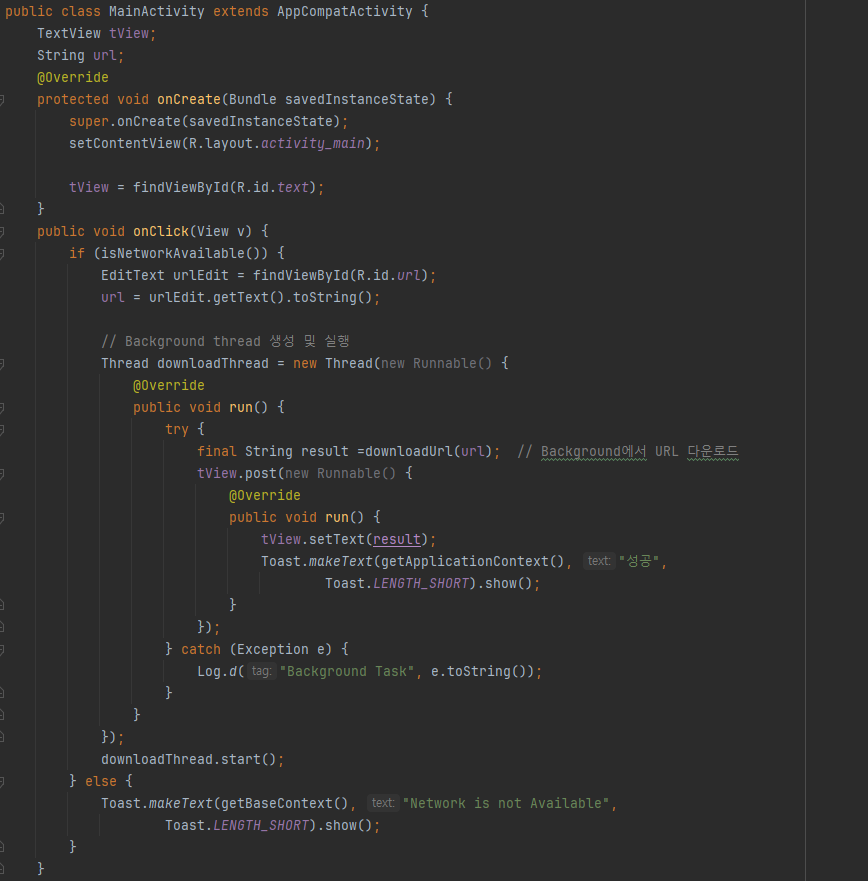 public class MainActivity extends AppCompatActivity {
    TextView tView;
    String url;
    @Override
    protected void onCreate(Bundle savedInstanceState) {
        super.onCreate(savedInstanceState);
        setContentView(R.layout.activity_main);

        tView = findViewById(R.id.text);
    }
    public void onClick(View v) {
        if (isNetworkAvailable()) {
            EditText urlEdit = findViewById(R.id.url);
            url = urlEdit.getText().toString();

            // Background thread 생성 및 실행
            Thread downloadThread = new Thread(new Runnable() {
                @Override
                public void run() {
                    try {
                        final String result =downloadUrl(url);  // Background에서 URL 다운로드
                        tView.post(new Runnable() {
                            @Override
                            public void run() {
                                tView.setText(result);
                                Toast.makeText(getApplicationContext(), text: "성공",
                                        Toast.LENGTH_SHORT).show();
                            }
                        });
                    } catch (Exception e) {
                        Log.d( tag: "Background Task", e.toString());
                    }
                }
            });
            downloadThread.start();
        } else {
            Toast.makeText(getBaseContext(), text: "Network is not Available",
                    Toast.LENGTH_SHORT).show();
        }
    }